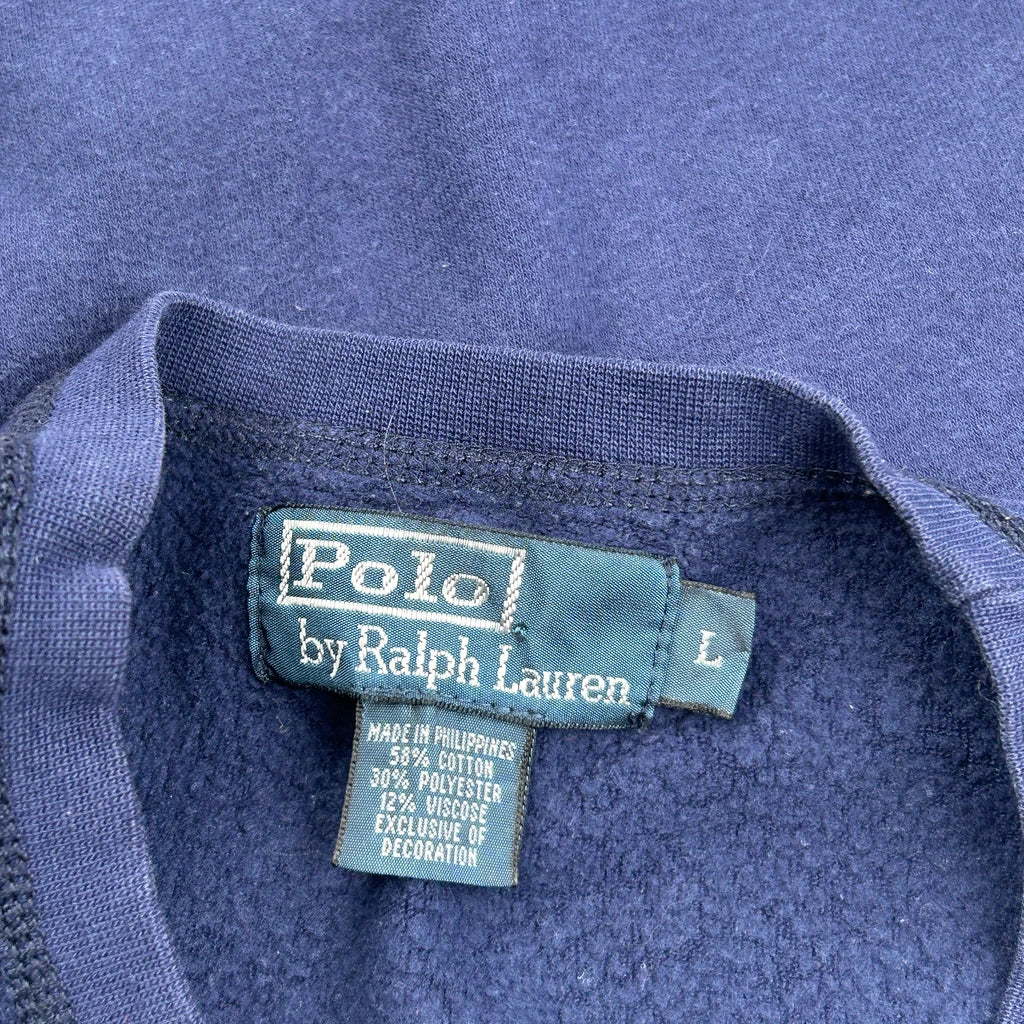 Polo
by Ralph Lauren
L
MADE IN PHILIPPINES
58% COTTON
30% POLYESTER
12% VISCOSE
EXCLUSIVE OF
DECORATION